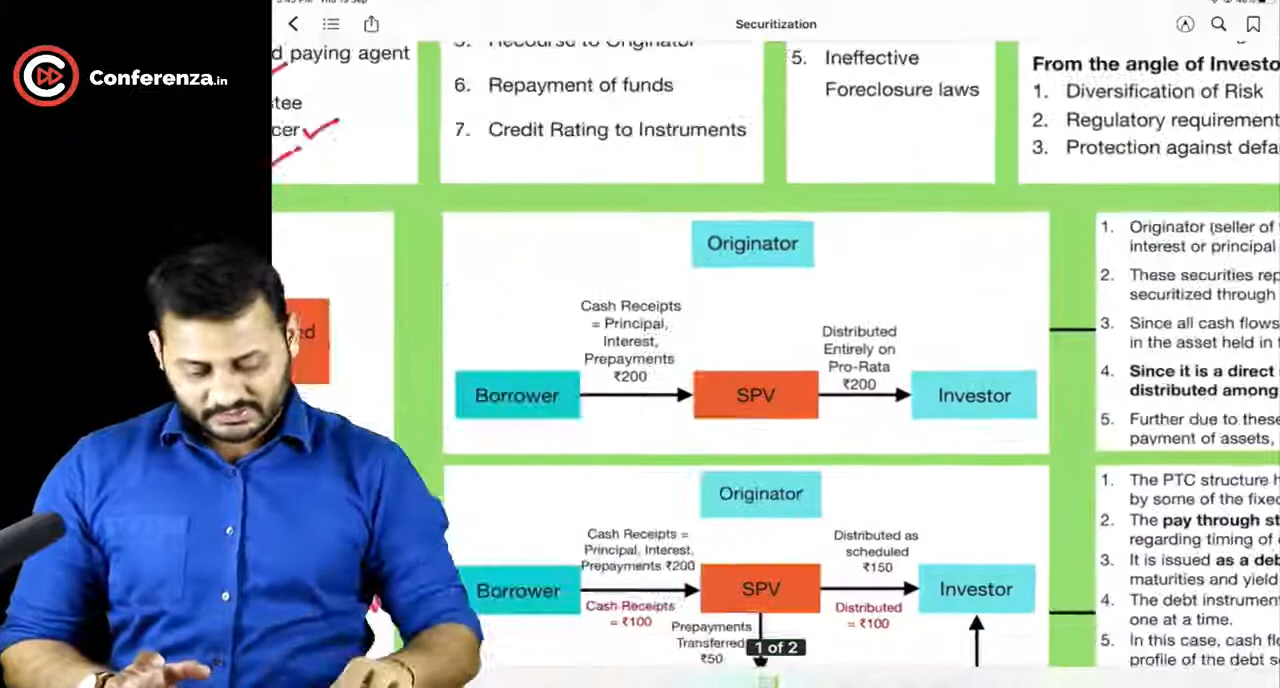 Securitization
Conferenza.in
d paying agent
tee
cer
6. Repayment of funds
7. Credit Rating to Instruments
5. Ineffective
Foreclosure laws
From the angle of Investo
1. Diversification of Risk
2. Regulatory requirement
3. Protection against defa
Originator
Cash Receipts
= Principal,
Interest,
Prepayments
₹200
Distributed
Entirely on
Pro-Rata
₹200
Borrower
SPV
Investor
1. Originator (seller of
interest or principal
2. These securities rep
securitized through
3. Since all cash flows
in the asset held in
4. Since it is a direct
distributed among
5. Further due to these
payment of assets,
Originator
Cash Receipts =
Principal, Interest,
Prepayments ₹200
Distributed as
scheduled
₹150
Borrower
SPV
Investor
Cash Receipts
= ₹100
Distributed
= ₹100
Prepayments
Transferred
₹50
1 of 2
1. The PTC structure h
by some of the fixed
2. The pay through st
regarding timing of
3. It is issued as a deb
maturities and yield
4. The debt instrument
one at a time.
5. In this case, cash flo
profile of the debt s